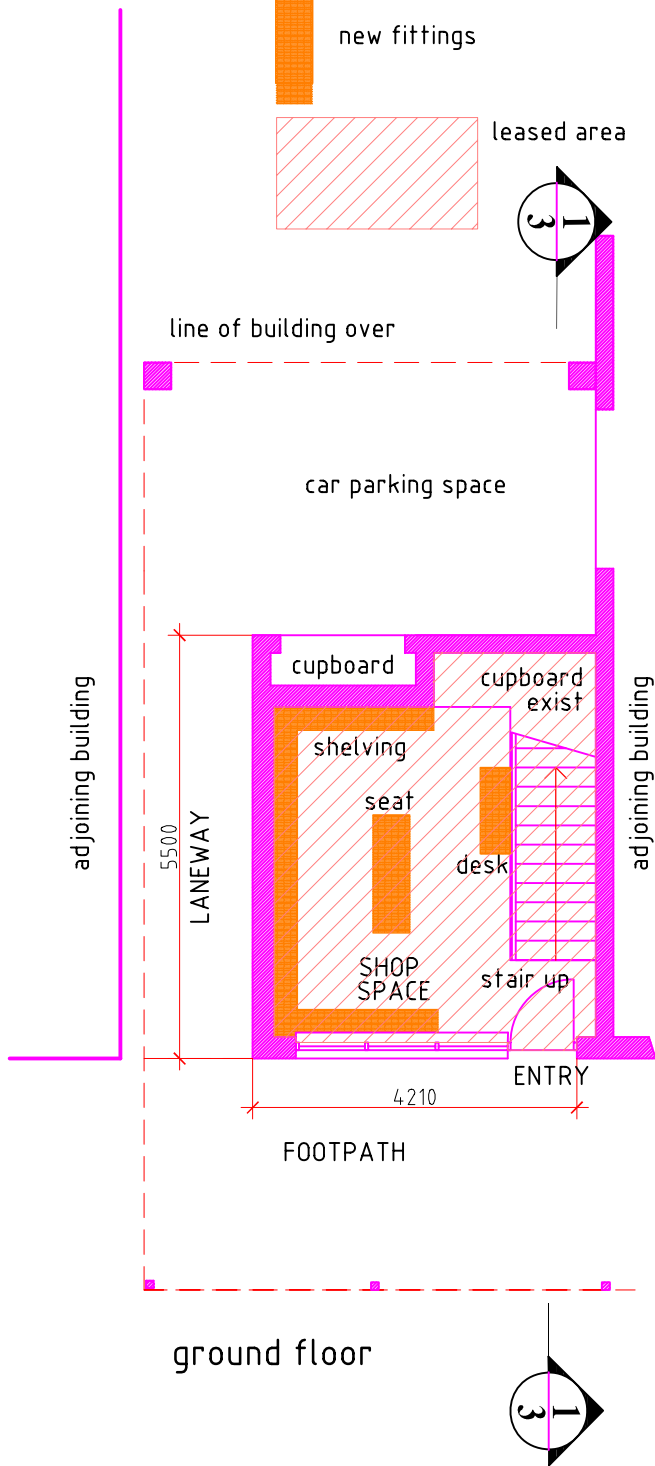 new fittings
leased area
1
3
line of building over
car parking space
cupboard
cupboard
exist
shelving
seat
desk
adjoining building
5500
LANEWAY
adjoining building
SHOP
SPACE
stair up
ENTRY
4210
FOOTPATH
ground floor
1
3